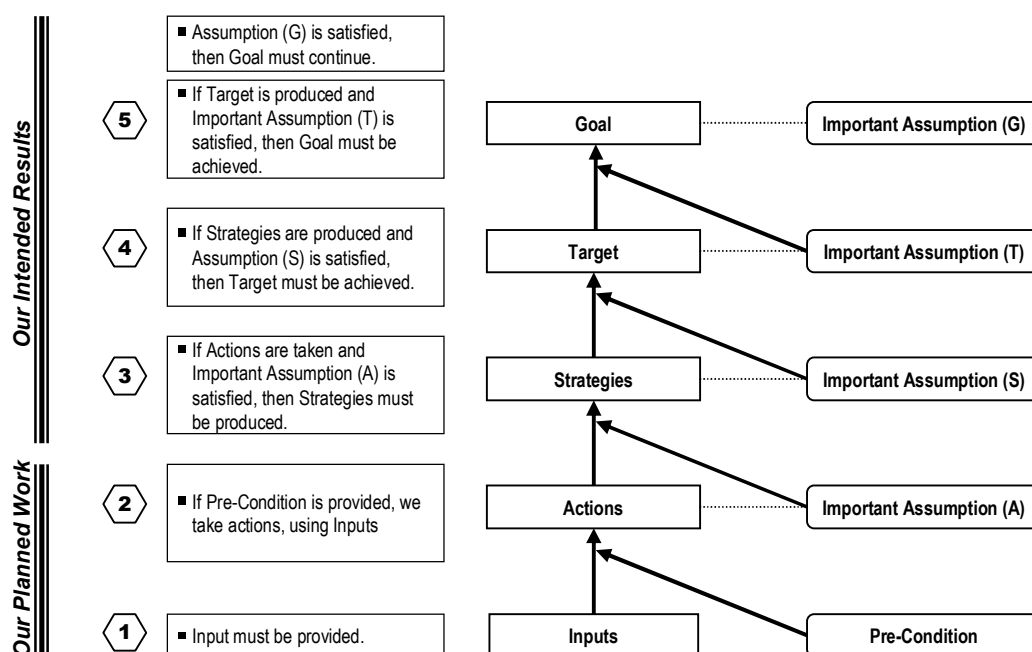 Our Intended Results
Our Planned Work
▪ Assumption (G) is satisfied,
then Goal must continue.
5
▪ If Target is produced and
Important Assumption (T) is
satisfied, then Goal must be
achieved.
Goal
Important Assumption (G)
4
▪ If Strategies are produced and
Assumption (S) is satisfied,
then Target must be achieved.
Target
Important Assumption (T)
3
▪ If Actions are taken and
Important Assumption (A) is
satisfied, then Strategies must
be produced.
Strategies
Important Assumption (S)
2
▪ If Pre-Condition is provided, we
take actions, using Inputs
Actions
Important Assumption (A)
1
▪ Input must be provided.
Inputs
Pre-Condition